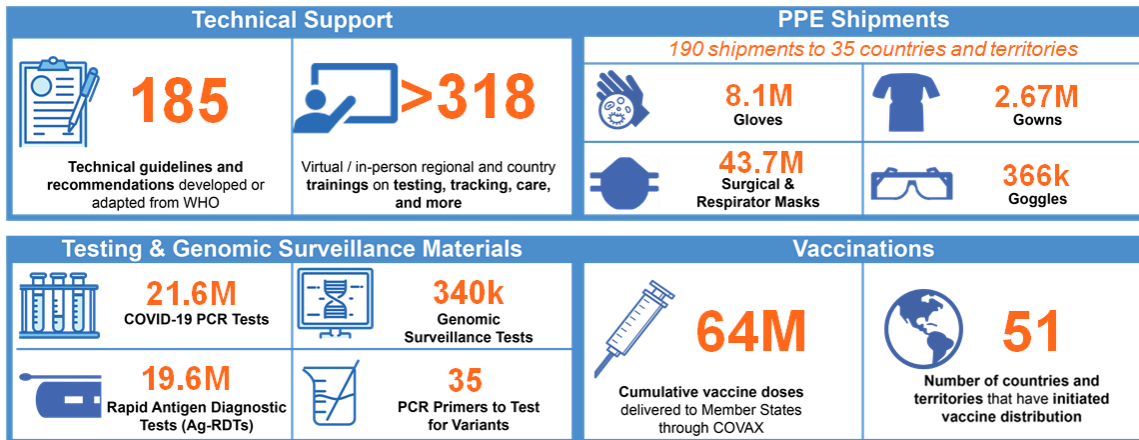 Technical Support
185
Technical guidelines and
recommendations developed or
adapted from WHO
>318
Virtual / in-person regional and country
trainings on testing, tracking, care,
and more
PPE Shipments
190 shipments to 35 countries and territories
8.1M
Gloves
2.67M
Gowns
43.7M
Surgical &
Respirator Masks
366k
Goggles
Testing & Genomic Surveillance Materials
21.6M
COVID-19 PCR Tests
340k
Genomic
Surveillance Tests
19.6M
Rapid Antigen Diagnostic
Tests (Ag-RDTs)
35
PCR Primers to Test
for Variants
Vaccinations
64M
Cumulative vaccine doses
delivered to Member States
through COVAX
51
Number of countries and
territories that have initiated
vaccine distribution